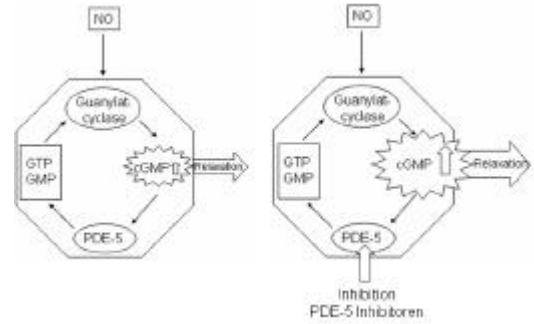 NO
Guanylat-
cyclase
GTP
GMP
cGMP
Relaxation
PDE-5
NO
Guanylat-
cyclase
GTP
GMP
cGMP
Relaxation
PDE-5
Inhibition
PDE-5 Inhibitoren